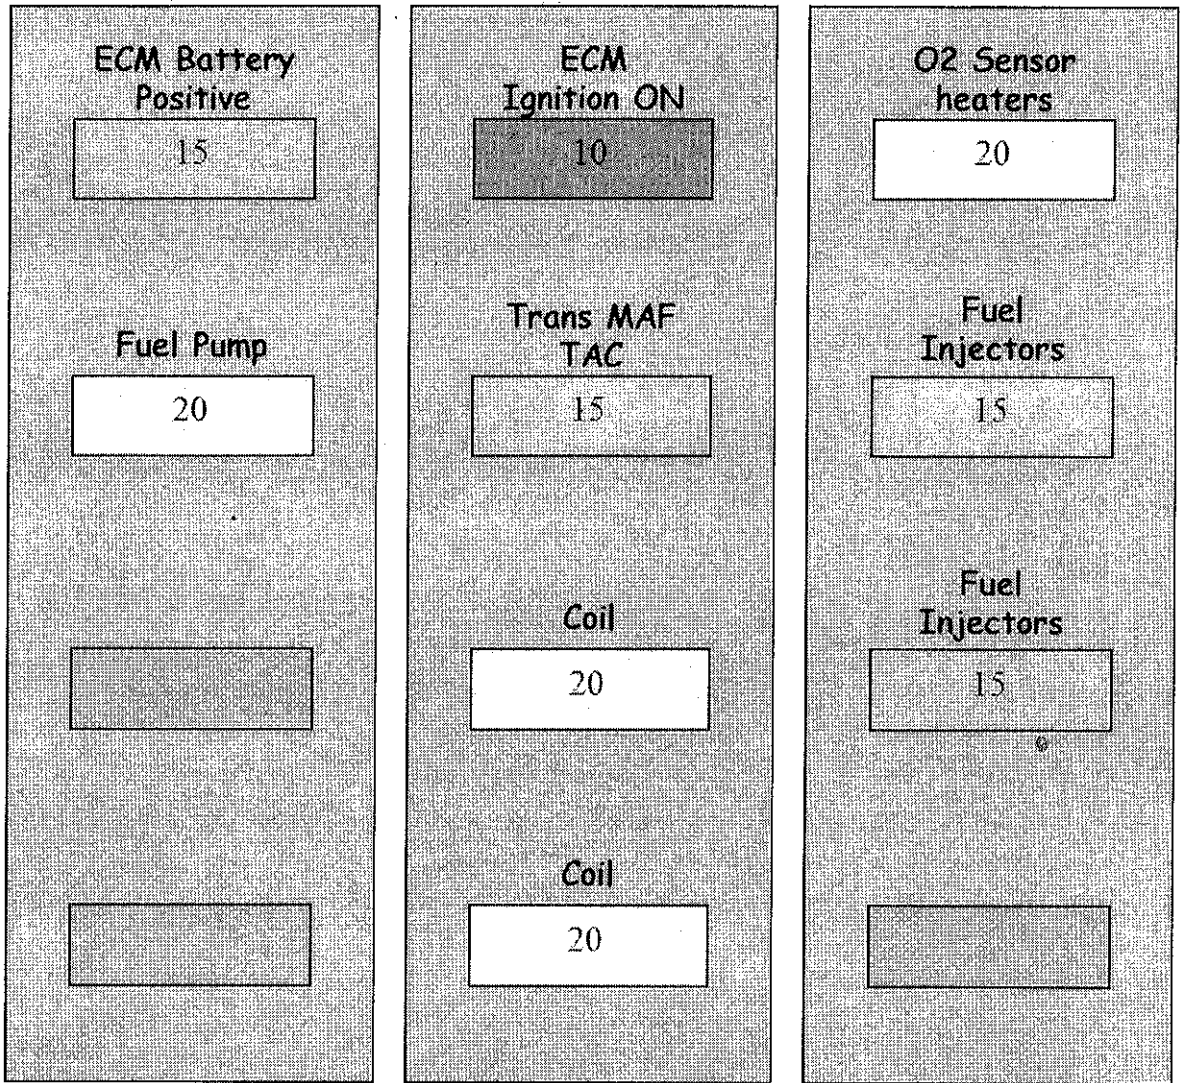 ECM Battery
Positive
15
Fuel Pump
20
ECM
Ignition ON
10
Trans MAF
TAC
15
Coil
20
Coil
20
O2 Sensor
heaters
20
Fuel
Injectors
15
Fuel
Injectors
15